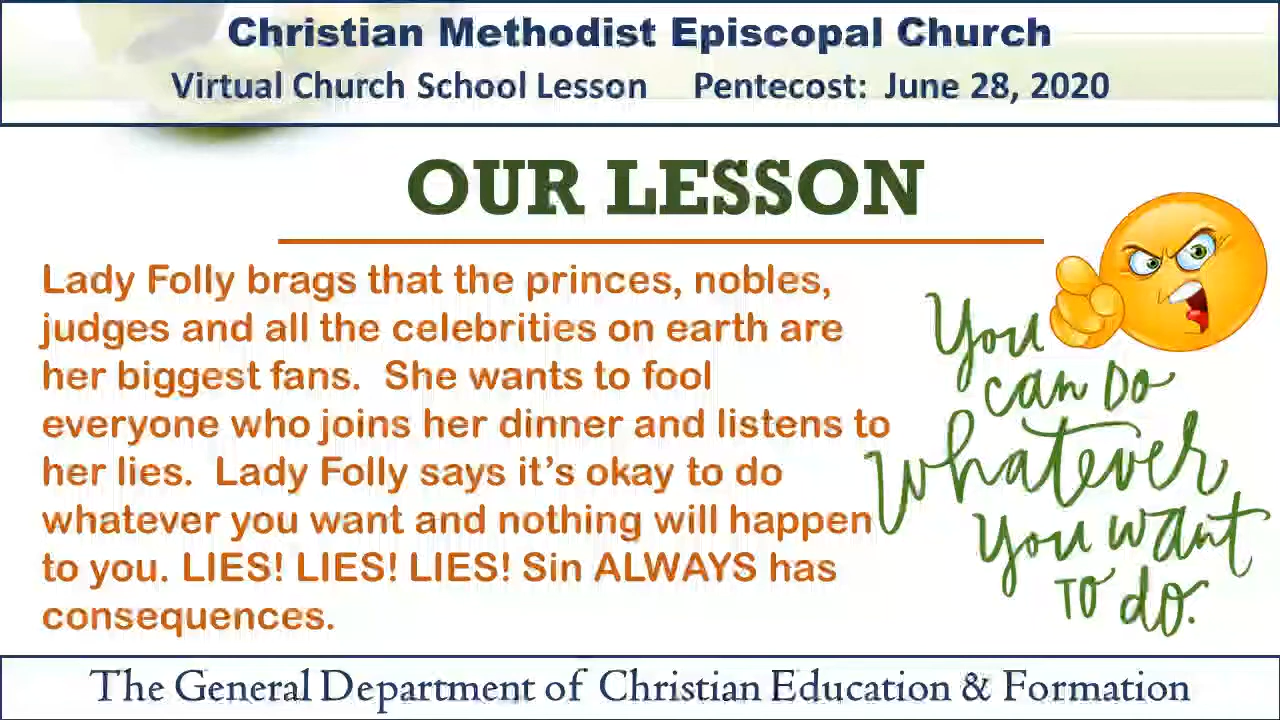 Christian Methodist Episcopal Church
Virtual Church School Lesson Pentecost: June 28, 2020
OUR LESSON
Lady Folly brags that the princes, nobles,
judges and all the celebrities on earth are
her biggest fans. She wants to fool
everyone who joins her dinner and listens to
her lies. Lady Folly says it’s okay to do
whatever you want and nothing will happen
to you. LIES! LIES! LIES! Sin ALWAYS has
consequences.
You
can Do
whatever
you want
TO do.
The General Department of Christian Education & Formation